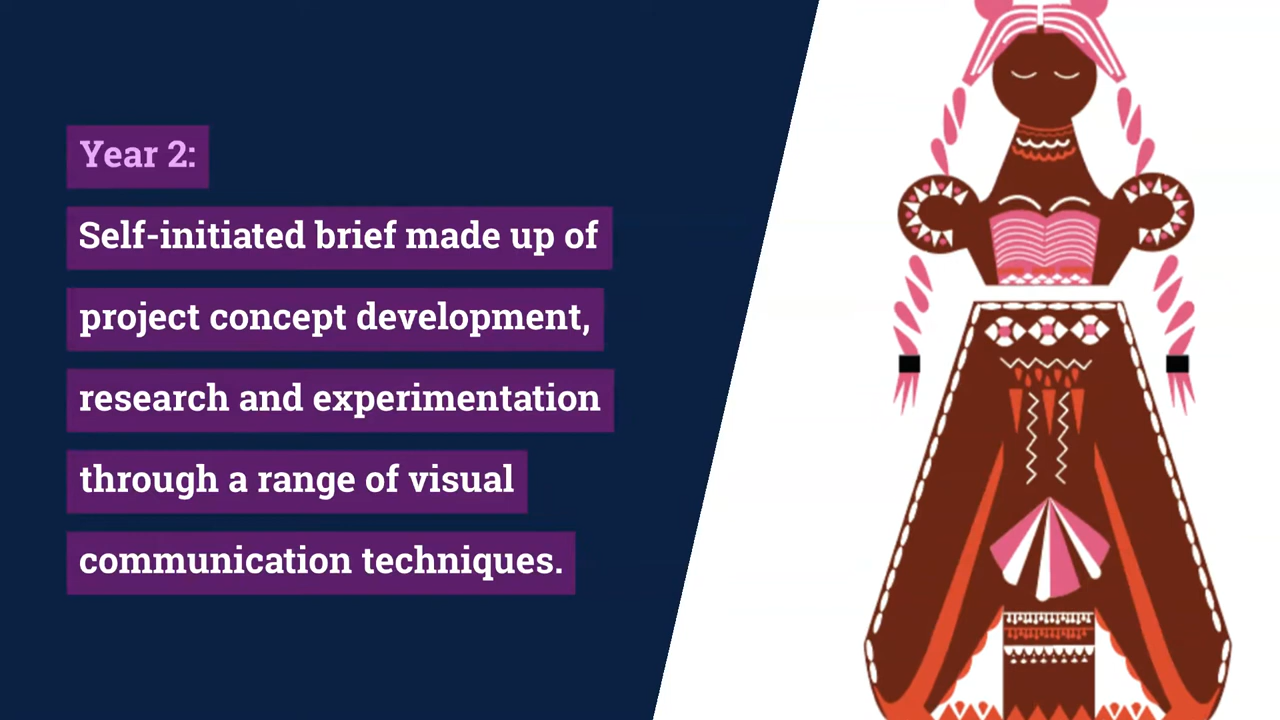 Year 2:
Self-initiated brief made up of
project concept development,
research and experimentation
through a range of visual
communication techniques.